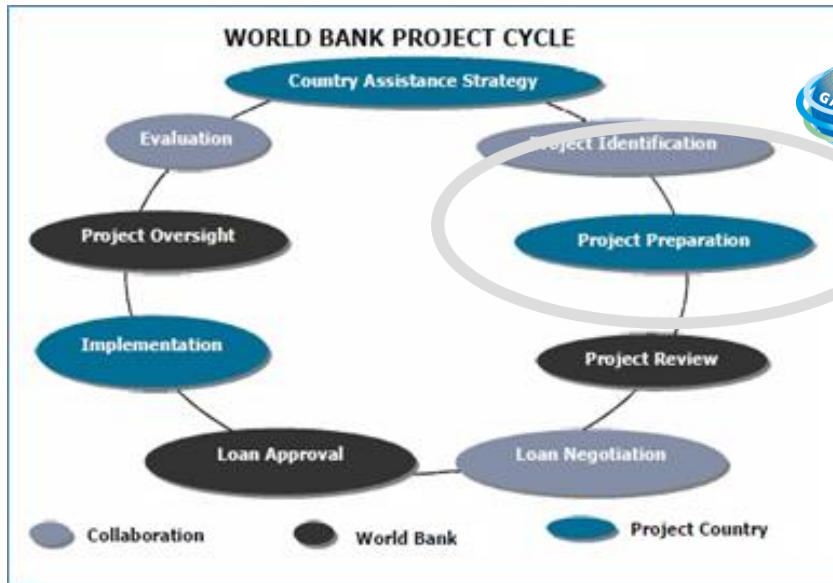 WORLD BANK PROJECT CYCLE
Country Assistance Strategy
Evaluation
Project Identification
Project Oversight
Project Preparation
Implementation
Project Review
Loan Approval
Loan Negotiation
Collaboration
World Bank
Project Country